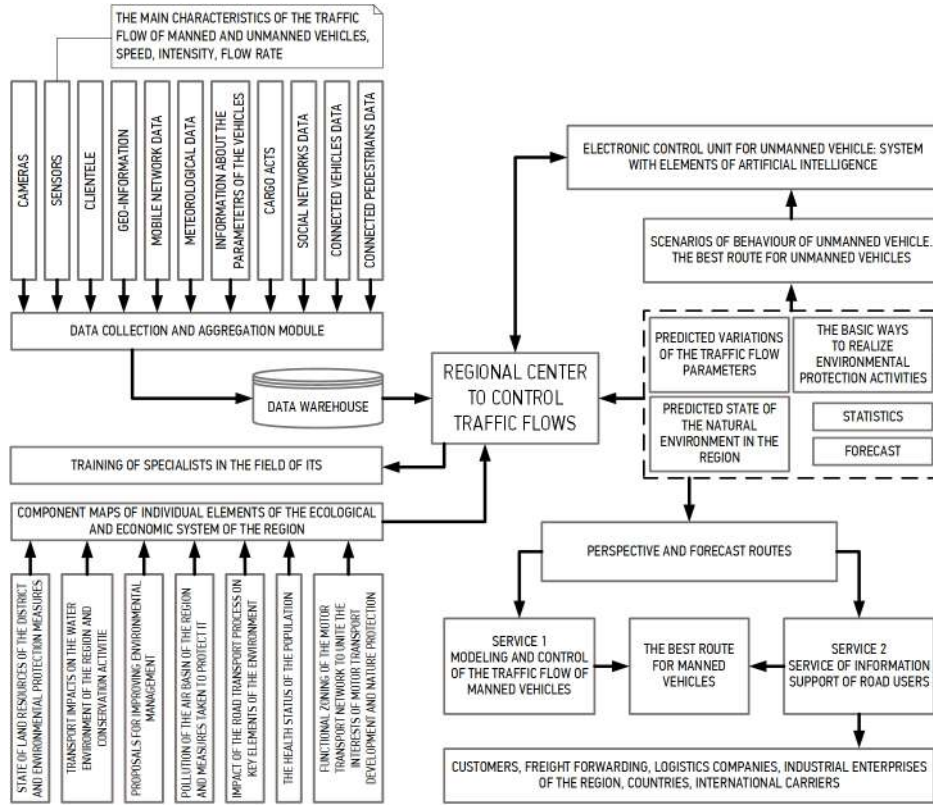 THE MAIN CHARACTERISTICS OF THE TRAFFIC
FLOW OF MANNED AND UNMANNED VEHICLES,
SPEED, INTENSITY, FLOW RATE
CAMERAS
SENSORS
CLIENTELE
GEO-INFORMATION
MOBILE NETWORK DATA
METEOROLOGICAL DATA
INFORMATION ABOUT THE
PARAMETETRS OF THE VEHICLES
CARGO ACTS
SOCIAL NETWORKS DATA
CONNECTED VEHICLES DATA
CONNECTED PEDESTRIANS DATA
DATA COLLECTION AND AGGREGATION MODULE
DATA WAREHOUSE
REGIONAL CENTER
TO CONTROL
TRAFFIC FLOWS
TRAINING OF SPECIALISTS IN THE FIELD OF ITS
COMPONENT MAPS OF INDIVIDUAL ELEMENTS OF THE ECOLOGICAL
AND ECONOMIC SYSTEM OF THE REGION
STATE OF LAND RESOURCES OF THE DISTRICT
AND ENVIRONMENTAL PROTECTION MEASURES
TRANSPORT IMPACTS ON THE WATER
ENVIRONMENT OF THE REGION AND
CONSERVATION ACTIVITIE
PROPOSALS FOR IMPROVING ENVIRONMENTAL
MANAGEMENT
POLLUTION OF THE AIR BASIN OF THE REGION
AND MEASURES TAKEN TO PROTECT IT
IMPACT OF THE ROAD TRANSPORT PROCESS ON
KEY ELEMENTS OF THE ENVIRONMENT
THE HEALTH STATUS OF THE POPULATION
FUNCTIONAL ZONING OF THE MOTOR
TRANSPORT NETWORK TO UNITE THE
INTERESTS OF MOTOR TRANSPORT
DEVELOPMENT AND NATURE PROTECTION
ELECTRONIC CONTROL UNIT FOR UNMANNED VEHICLE: SYSTEM
WITH ELEMENTS OF ARTIFICIAL INTELLIGENCE
SCENARIOS OF BEHAVIOUR OF UNMANNED VEHICLE.
THE BEST ROUTE FOR UNMANNED VEHICLES
PREDICTED VARIATIONS
OF THE TRAFFIC FLOW
PARAMETERS
THE BASIC WAYS
TO REALIZE
ENVIRONMENTAL
PROTECTION ACTIVITIES
PREDICTED STATE OF
THE NATURAL
ENVIRONMENT IN THE
REGION
STATISTICS
FORECAST
PERSPECTIVE AND FORECAST ROUTES
SERVICE 1
MODELING AND CONTROL
OF THE TRAFFIC FLOW OF
MANNED VEHICLES
THE BEST ROUTE
FOR MANNED
VEHICLES
SERVICE 2
SERVICE OF INFORMATION
SUPPORT OF ROAD USERS
CUSTOMERS, FREIGHT FORWARDING, LOGISTICS COMPANIES, INDUSTRIAL ENTERPRISES
OF THE REGION, COUNTRIES, INTERNATIONAL CARRIERS